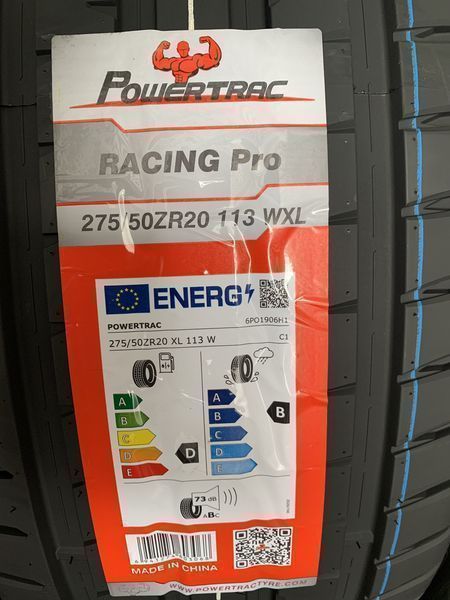 POWERTRAC
RACING Pro
275/50ZR20 113 WXL
ENERG
POWERTRAC 6PO1906H1
275/50ZR20 XL 113 W C1
A A
B B B
C C
D D D
E E
73 dB
ABC
MADE IN CHINA
WWW.POWERTRACTYRE.COM